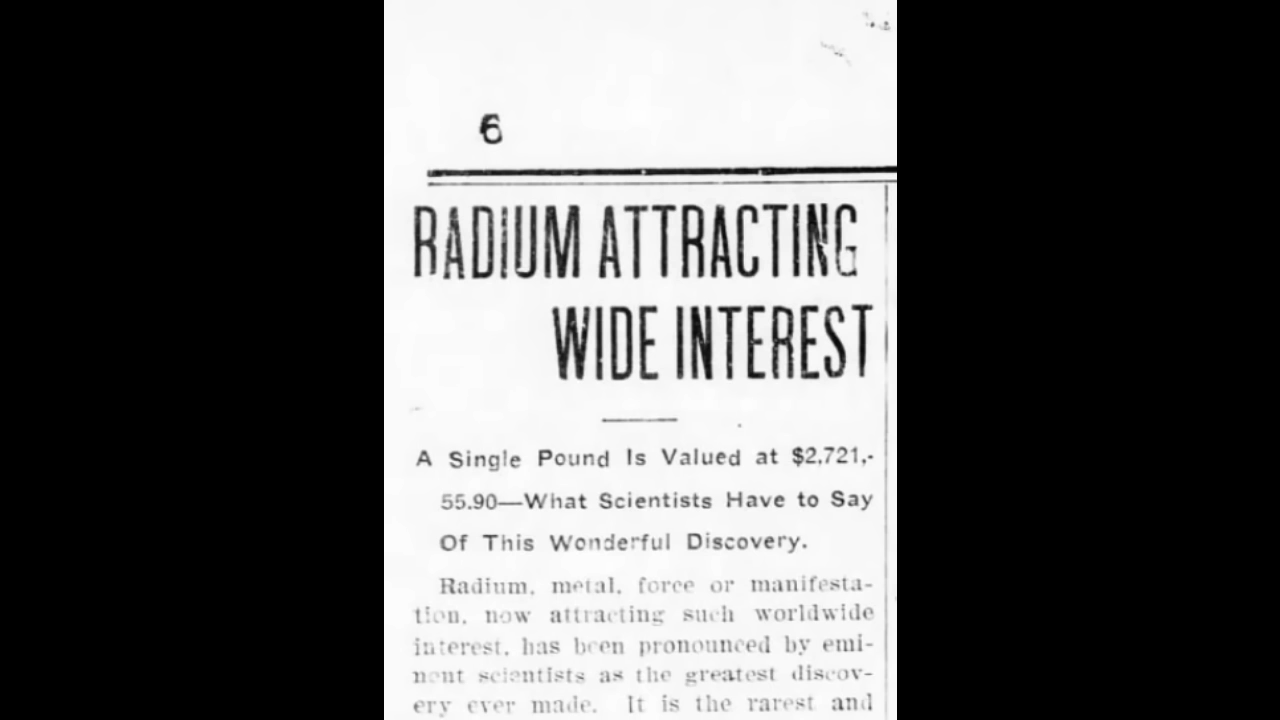 6
RADIUM ATTRACTING
WIDE INTEREST
A Single Pound Is Valued at $2,721,-
55.90—What Scientists Have to Say
Of This Wonderful Discovery.
Radium, metal, force or manifesta-
tion, now attracting such worldwide
interest, has been pronounced by emi-
nent scientists as the greatest discov-
ery ever made. It is the rarest and